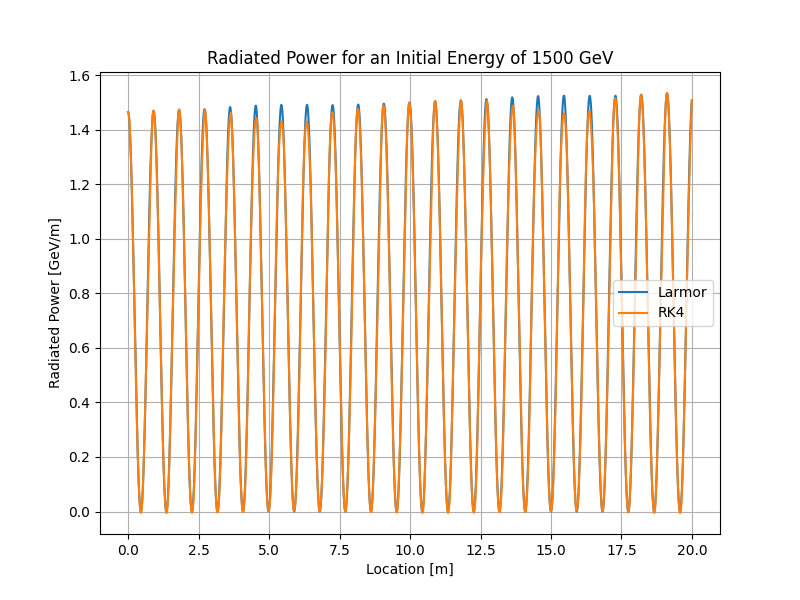 Radiated Power for an Initial Energy of 1500 GeV
1.6
1.4
1.2
1.0
0.8
0.6
0.4
0.2
0.0
Radiated Power [GeV/m]
Larmor
RK4
0.0 2.5 5.0 7.5 10.0 12.5 15.0 17.5 20.0
Location [m]